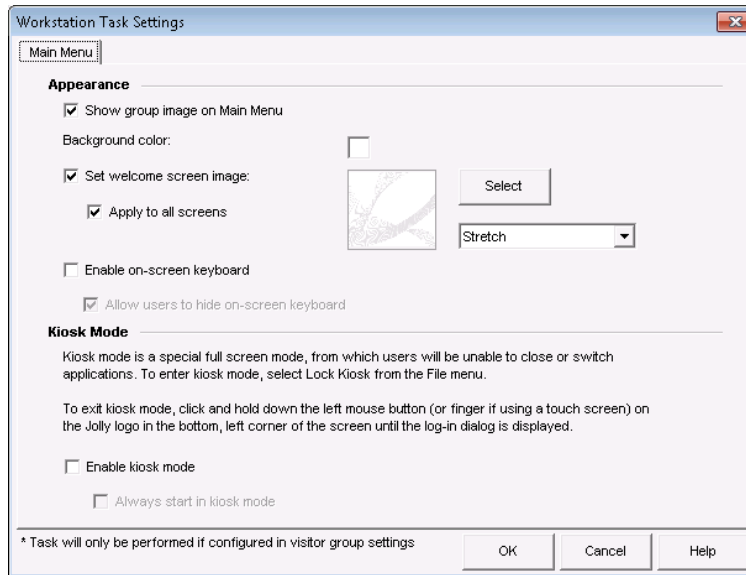 Workstation Task Settings
Main Menu
Appearance
Show group image on Main Menu
Background color:
Set welcome screen image:
Select
Apply to all screens
Stretch
Enable on-screen keyboard
Allow users to hide on-screen keyboard
Kiosk Mode
Kiosk mode is a special full screen mode, from which users will be unable to close or switch
applications. To enter kiosk mode, select Lock Kiosk from the File menu.
To exit kiosk mode, click and hold down the left mouse button (or finger if using a touch screen) on
the Jolly logo in the bottom, left corner of the screen until the log-in dialog is displayed.
Enable kiosk mode
Always start in kiosk mode
* Task will only be performed if configured in visitor group settings
OK
Cancel
Help